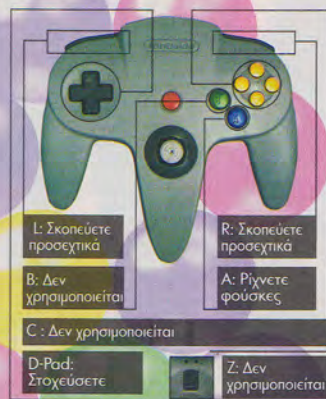 Nintendo
L: Σκοπεύετε
προσεχτικά
R: Σκοπεύετε
προσεχτικά
B: Δεν
χρησιμοποιείται
A: Ρίχνετε
φούσκες
C : Δεν χρησιμοποιείται
D-Pad:
Στοχεύσετε
Z: Δεν
χρησιμοποιείται